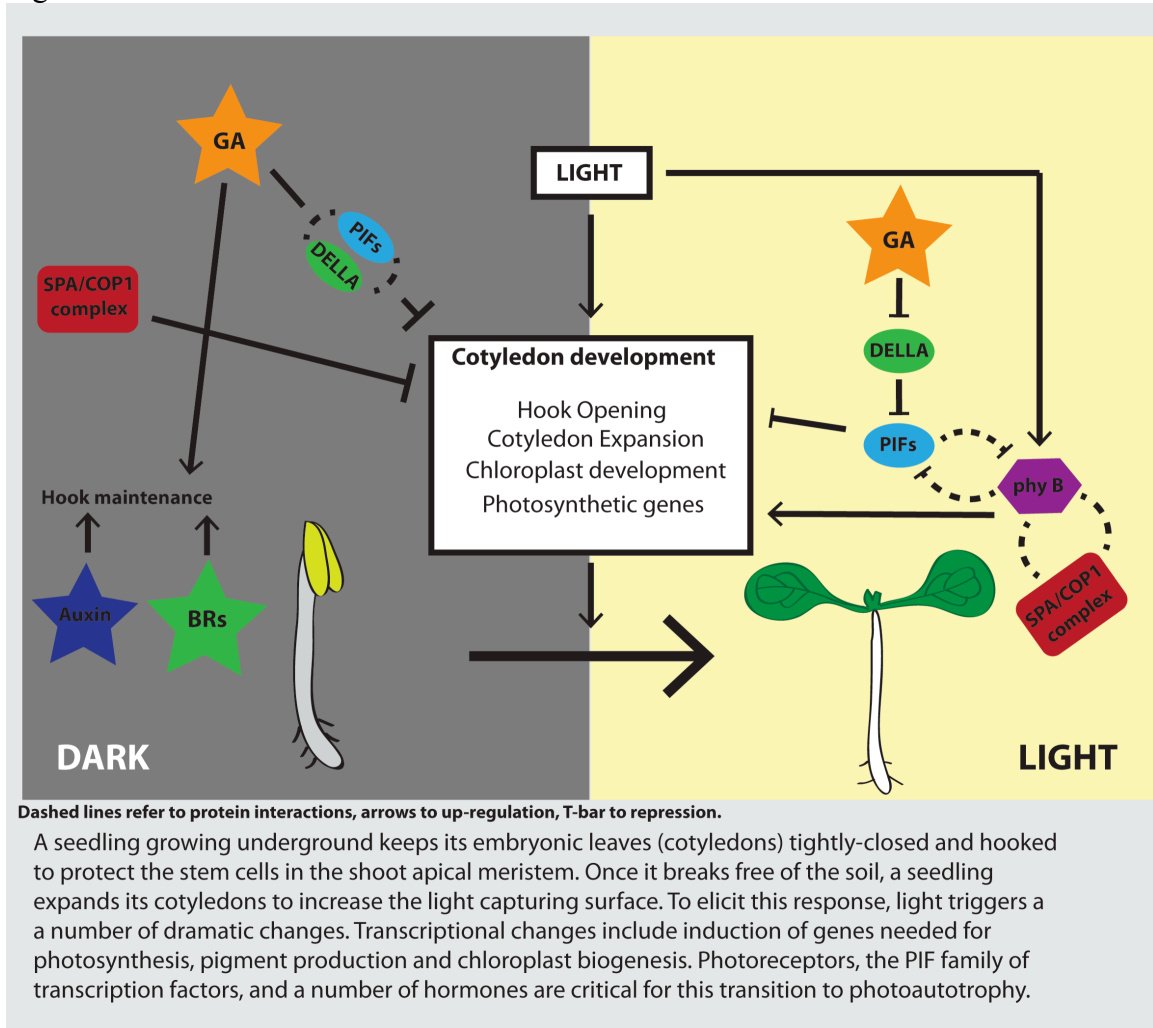 GA
LIGHT
PIFs
DELLA
GA
SPA/COP1
complex
DELLA
Cotyledon development
Hook Opening
Cotyledon Expansion
Chloroplast development
Photosynthetic genes
PIFs
phy B
Hook maintenance
Auxin
BRs
SPA/COP1
complex
DARK
LIGHT
Dashed lines refer to protein interactions, arrows to up-regulation, T-bar to repression.
A seedling growing underground keeps its embryonic leaves (cotyledons) tightly-closed and hooked
to protect the stem cells in the shoot apical meristem. Once it breaks free of the soil, a seedling
expands its cotyledons to increase the light capturing surface. To elicit this response, light triggers a
a number of dramatic changes. Transcriptional changes include induction of genes needed for
photosynthesis, pigment production and chloroplast biogenesis. Photoreceptors, the PIF family of
transcription factors, and a number of hormones are critical for this transition to photoautotrophy.